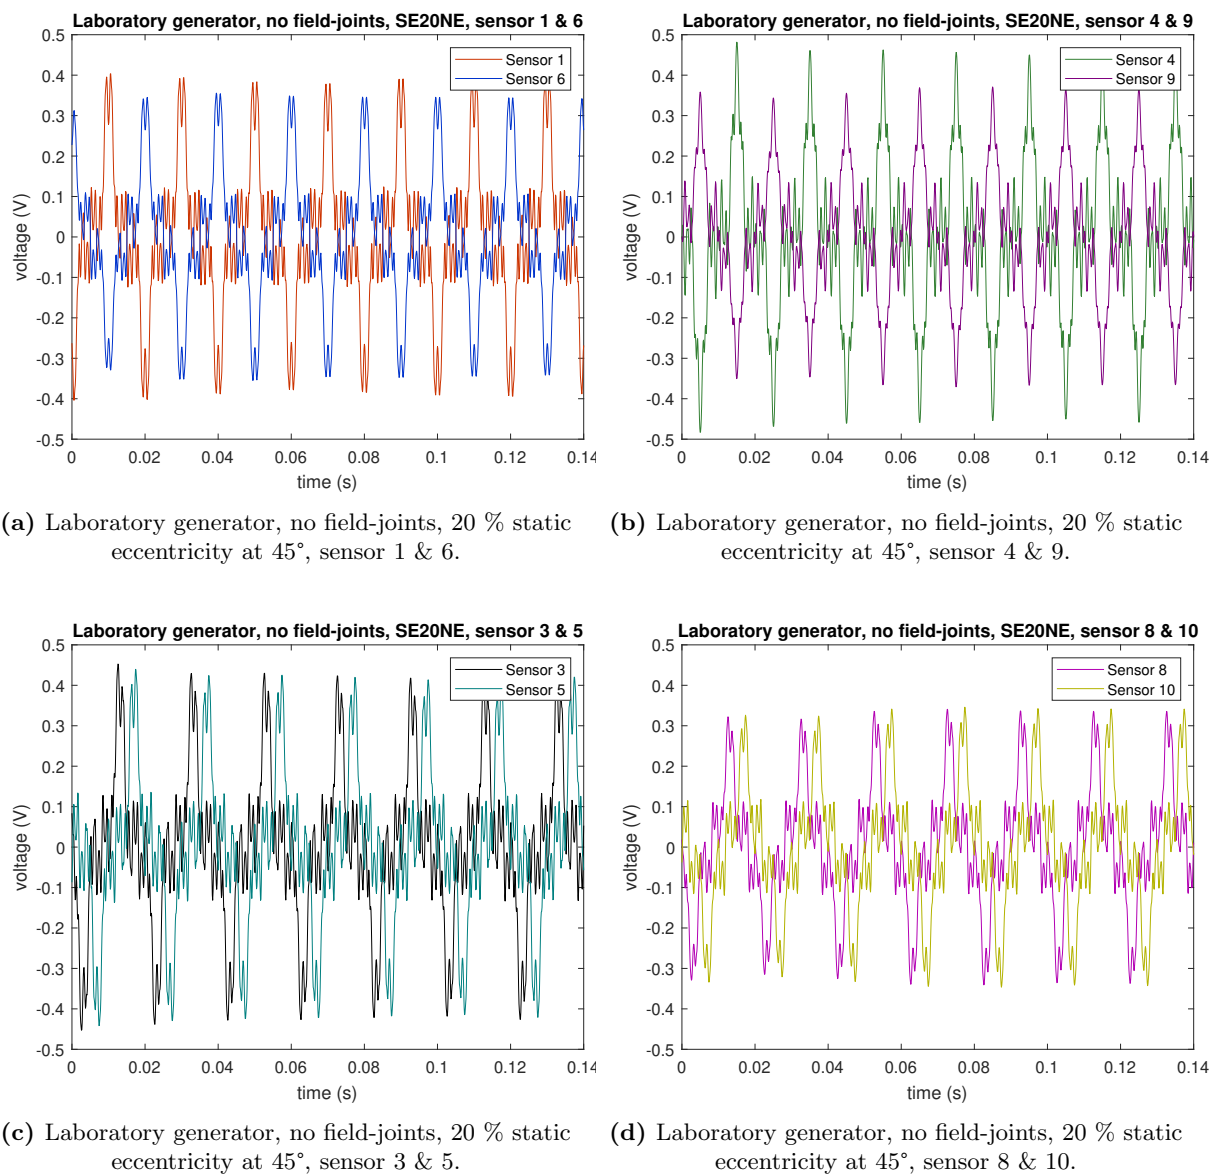 Laboratory generator, no field-joints, SE20NE, sensor 1 & 6
0.5
0.4
0.3
0.2
0.1
0
-0.1
-0.2
-0.3
-0.4
-0.5
voltage (V)
Sensor 1
Sensor 6
0 0.02 0.04 0.06 0.08 0.1 0.12 0.14
time (s)
(a) Laboratory generator, no field-joints, 20 % static
eccentricity at 45°, sensor 1 & 6.
Laboratory generator, no field-joints, SE20NE, sensor 4 & 9
0.5
0.4
0.3
0.2
0.1
0
-0.1
-0.2
-0.3
-0.4
-0.5
voltage (V)
Sensor 4
Sensor 9
0 0.02 0.04 0.06 0.08 0.1 0.12 0.14
time (s)
(b) Laboratory generator, no field-joints, 20 % static
eccentricity at 45°, sensor 4 & 9.
Laboratory generator, no field-joints, SE20NE, sensor 3 & 5
0.5
0.4
0.3
0.2
0.1
0
-0.1
-0.2
-0.3
-0.4
-0.5
voltage (V)
Sensor 3
Sensor 5
0 0.02 0.04 0.06 0.08 0.1 0.12 0.14
time (s)
(c) Laboratory generator, no field-joints, 20 % static
eccentricity at 45°, sensor 3 & 5.
Laboratory generator, no field-joints, SE20NE, sensor 8 & 10
0.5
0.4
0.3
0.2
0.1
0
-0.1
-0.2
-0.3
-0.4
-0.5
voltage (V)
Sensor 8
Sensor 10
0 0.02 0.04 0.06 0.08 0.1 0.12 0.14
time (s)
(d) Laboratory generator, no field-joints, 20 % static
eccentricity at 45°, sensor 8 & 10.